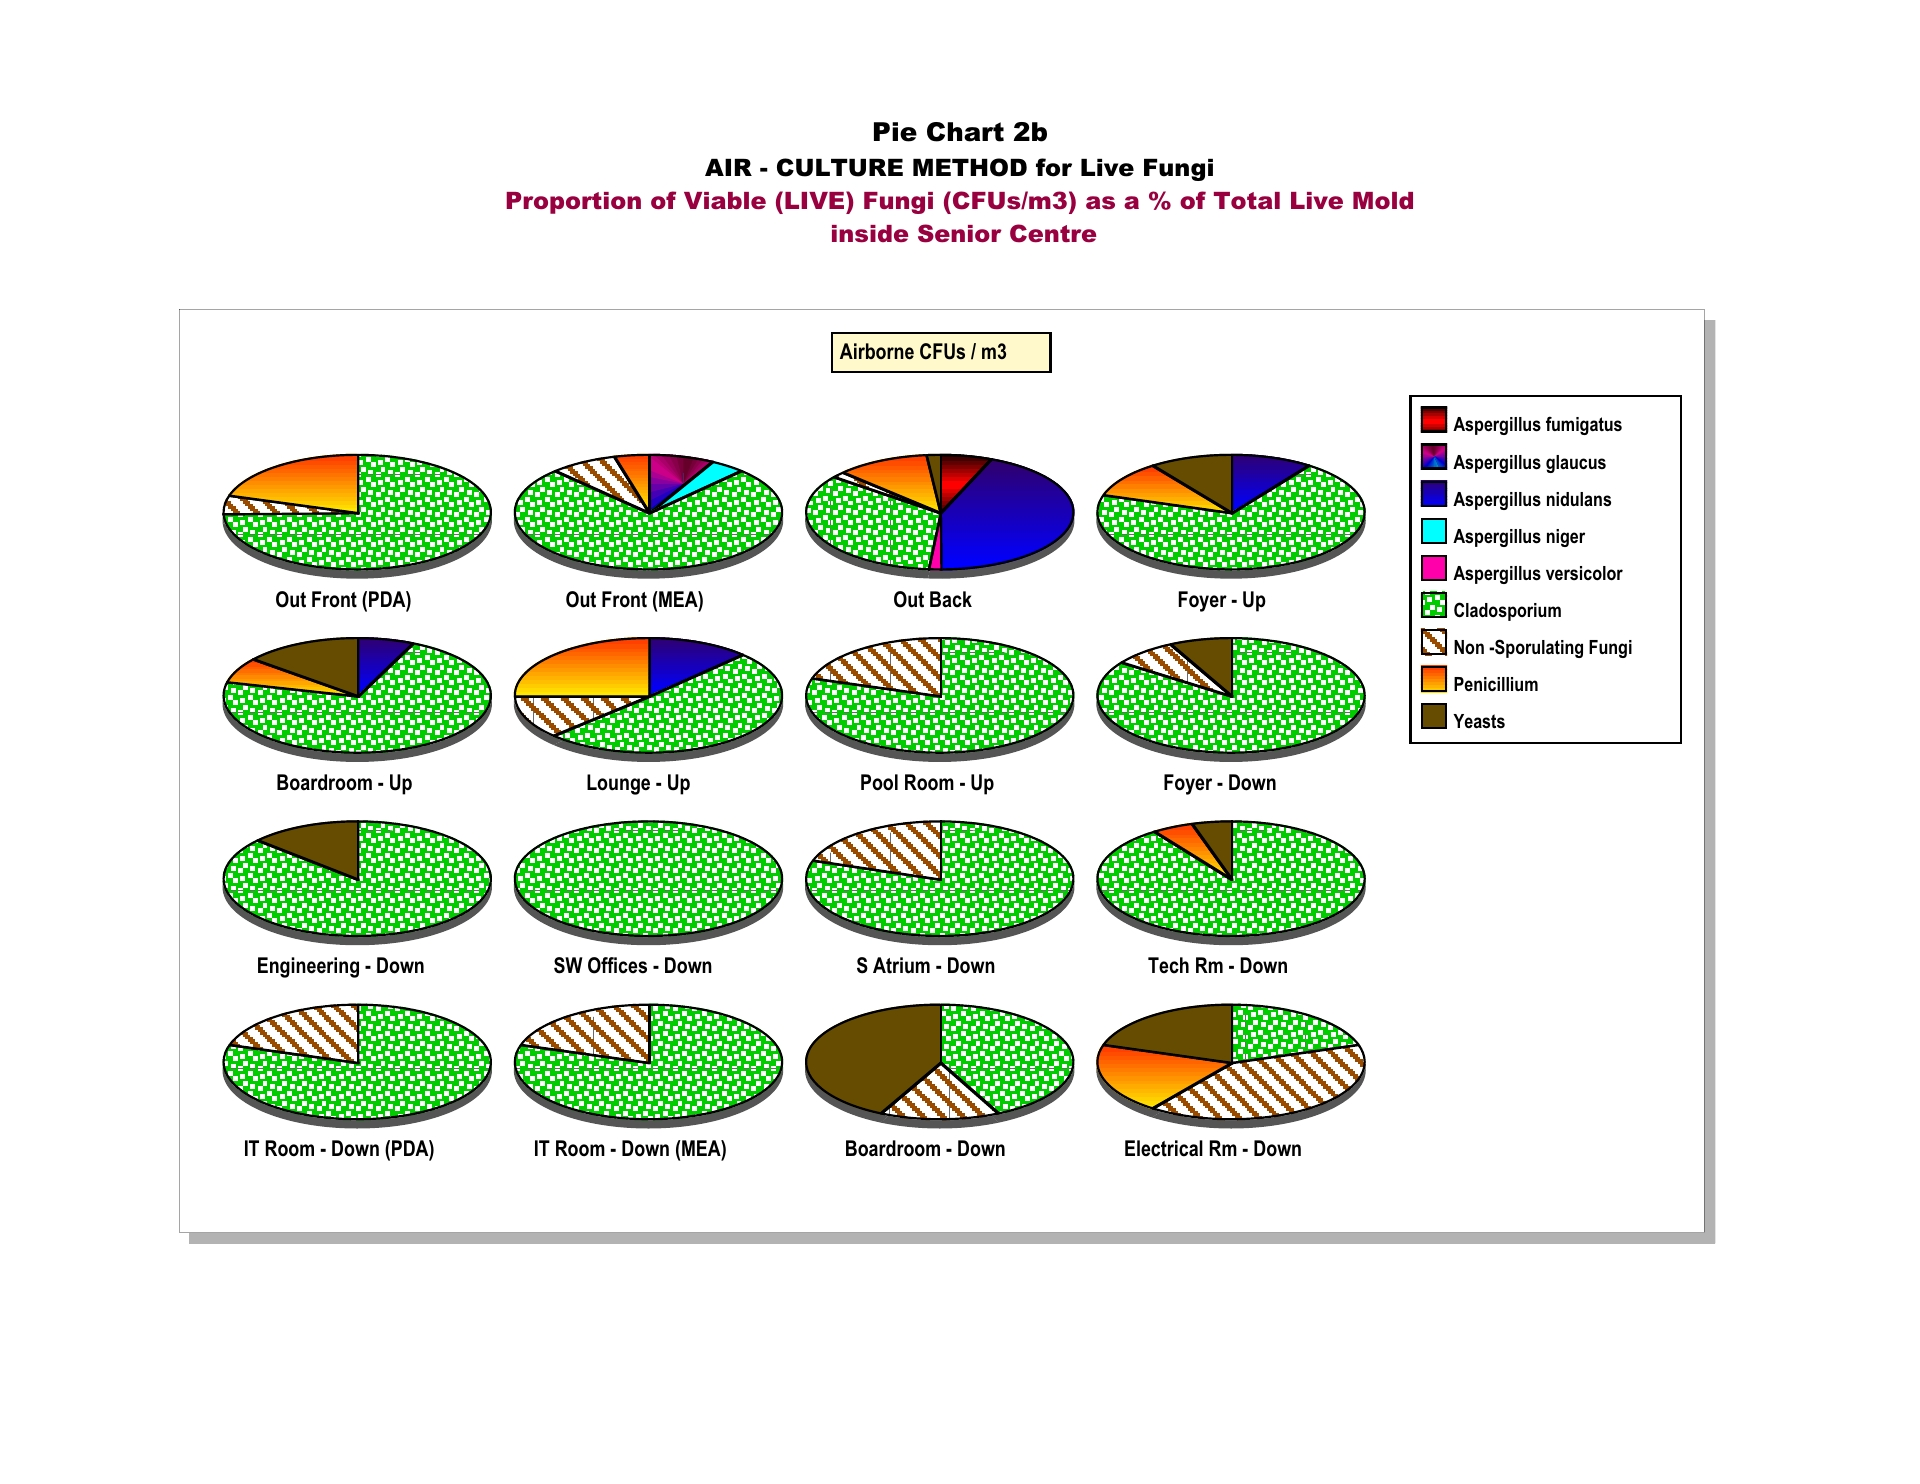 Pie Chart 2b
AIR - CULTURE METHOD for Live Fungi
Proportion of Viable (LIVE) Fungi (CFUs/m3) as a % of Total Live Mold
inside Senior Centre
Airborne CFUs / m3
Aspergillus fumigatus
Aspergillus glaucus
Aspergillus nidulans
Aspergillus niger
Aspergillus versicolor
Cladosporium
Non -Sporulating Fungi
Penicillium
Yeasts
Out Front (PDA)
Out Front (MEA)
Out Back
Foyer - Up
Boardroom - Up
Lounge - Up
Pool Room - Up
Foyer - Down
Engineering - Down
SW Offices - Down
S Atrium - Down
Tech Rm - Down
IT Room - Down (PDA)
IT Room - Down (MEA)
Boardroom - Down
Electrical Rm - Down